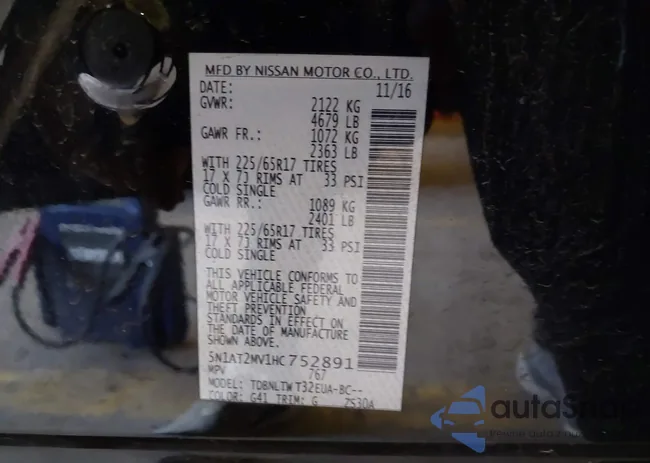 MFD BY NISSAN MOTOR CO., LTD.
DATE: 11/16
GVWR: 2122 KG
4679 LB
GAWR FR.: 1072 KG
2363 LB
WITH 225/65R17 TIRES
17 X 7J RIMS AT 33 PSI
COLD SINGLE
GAWR RR.: 1089 KG
2401 LB
WITH 225/65R17 TIRES
17 X 7J RIMS AT 33 PSI
COLD SINGLE
THIS VEHICLE CONFORMS TO
ALL APPLICABLE FEDERAL
MOTOR VEHICLE SAFETY AND
THEFT PREVENTION
STANDARDS IN EFFECT ON
THE DATE OF MANUFACTURE
SHOWN ABOVE.
5N1AT2MV1HC752891
MPV 767
MODEL: TDBNLTW T32EUA-BC--
COLOR: G41 TRIM: G ZS30A